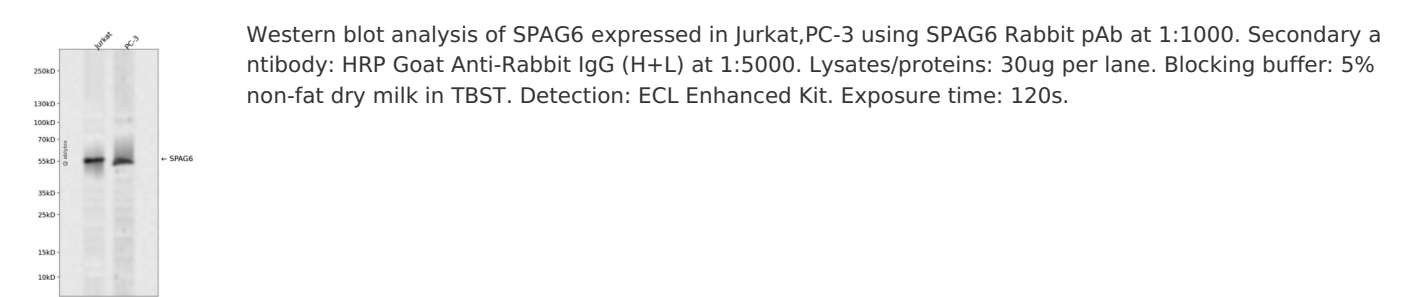 Jurkat
PC-3
250kD
130kD
100kD
70kD
55kD
35kD
25kD
15kD
10kD
← SPAG6
Western blot analysis of SPAG6 expressed in Jurkat,PC-3 using SPAG6 Rabbit pAb at 1:1000. Secondary a
ntibody: HRP Goat Anti-Rabbit IgG (H+L) at 1:5000. Lysates/proteins: 30ug per lane. Blocking buffer: 5%
non-fat dry milk in TBST. Detection: ECL Enhanced Kit. Exposure time: 120s.